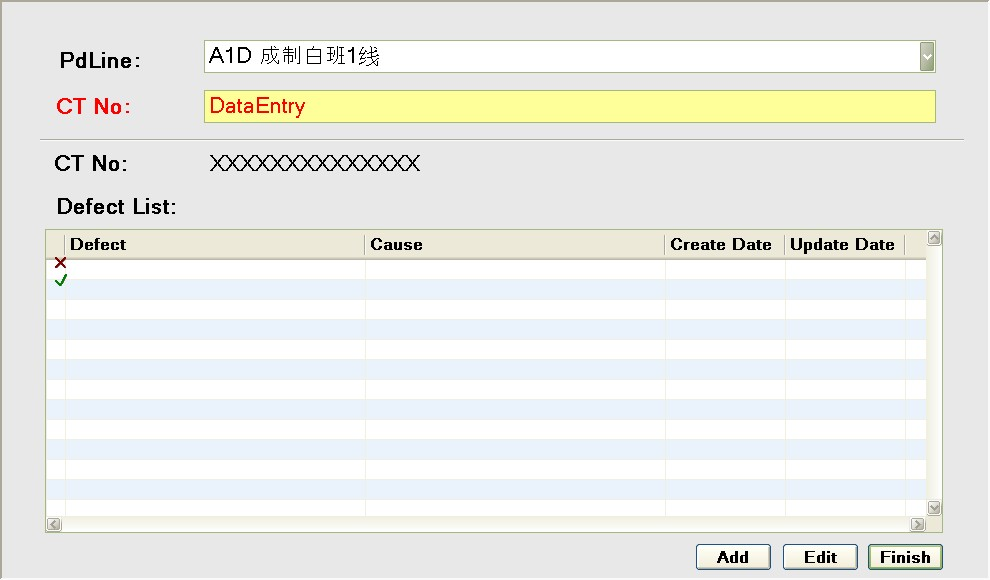 PdLine: A1D 成制白班1线
CT No: DataEntry
CT No: XXXXXXXXXXXXXX
Defect List:
Defect Cause Create Date Update Date
Add Edit Finish